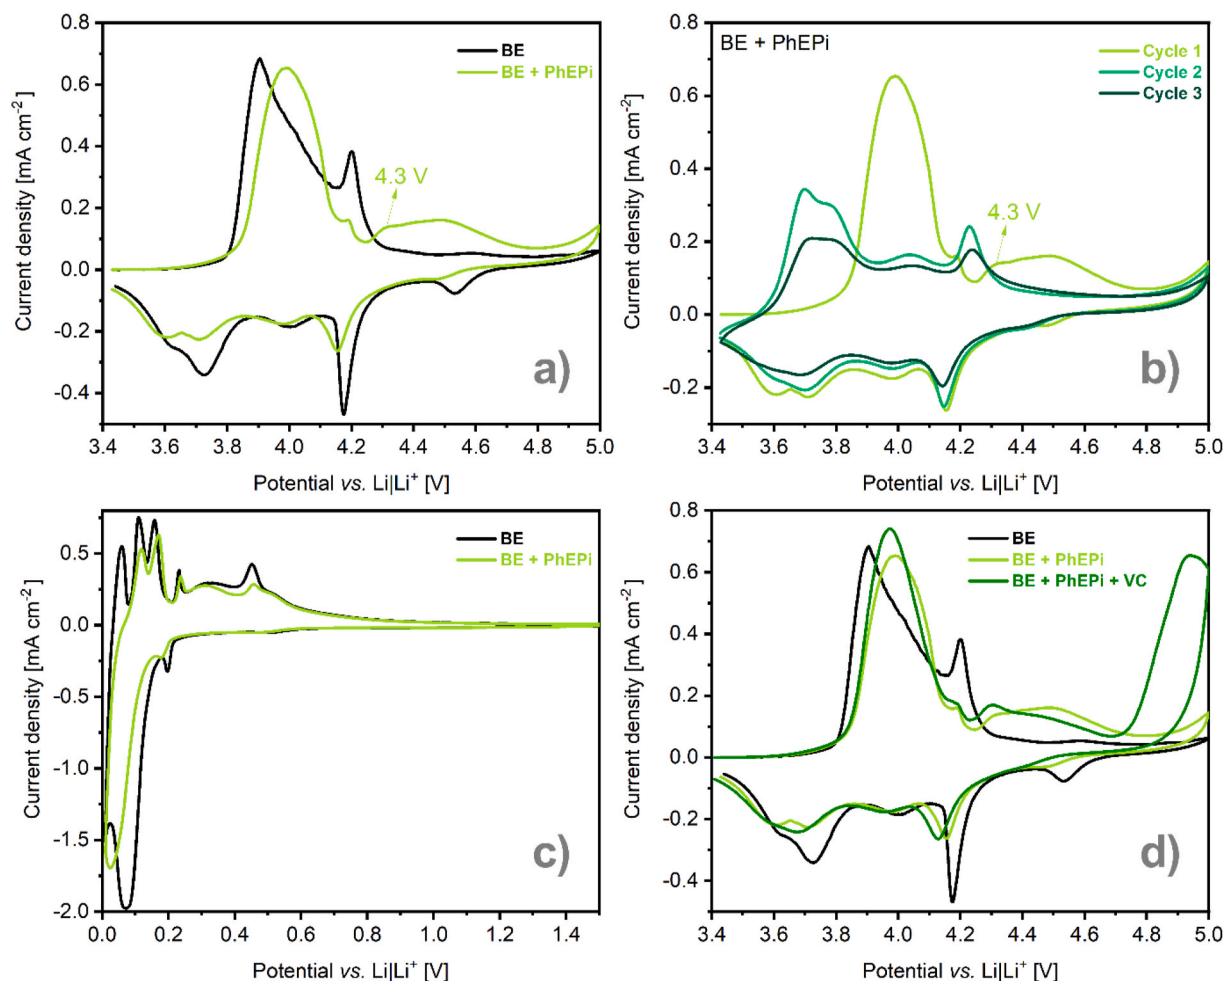 0.8
0.6
0.4
0.2
0.0
-0.2
-0.4
Current density [mA cm⁻²]
BE
BE + PhEPi
4.3 V
a)
3.4 3.6 3.8 4.0 4.2 4.4 4.6 4.8 5.0
Potential vs. Li|Li⁺ [V]
0.8
0.6
0.4
0.2
0.0
-0.2
Current density [mA cm⁻²]
BE + PhEPi
Cycle 1
Cycle 2
Cycle 3
4.3 V
b)
3.4 3.6 3.8 4.0 4.2 4.4 4.6 4.8 5.0
Potential vs. Li|Li⁺ [V]
0.5
0.0
-0.5
-1.0
-1.5
-2.0
Current density [mA cm⁻²]
BE
BE + PhEPi
c)
0.0 0.2 0.4 0.6 0.8 1.0 1.2 1.4
Potential vs. Li|Li⁺ [V]
0.8
0.6
0.4
0.2
0.0
-0.2
-0.4
Current density [mA cm⁻²]
BE
BE + PhEPi
BE + PhEPi + VC
d)
3.4 3.6 3.8 4.0 4.2 4.4 4.6 4.8 5.0
Potential vs. Li|Li⁺ [V]